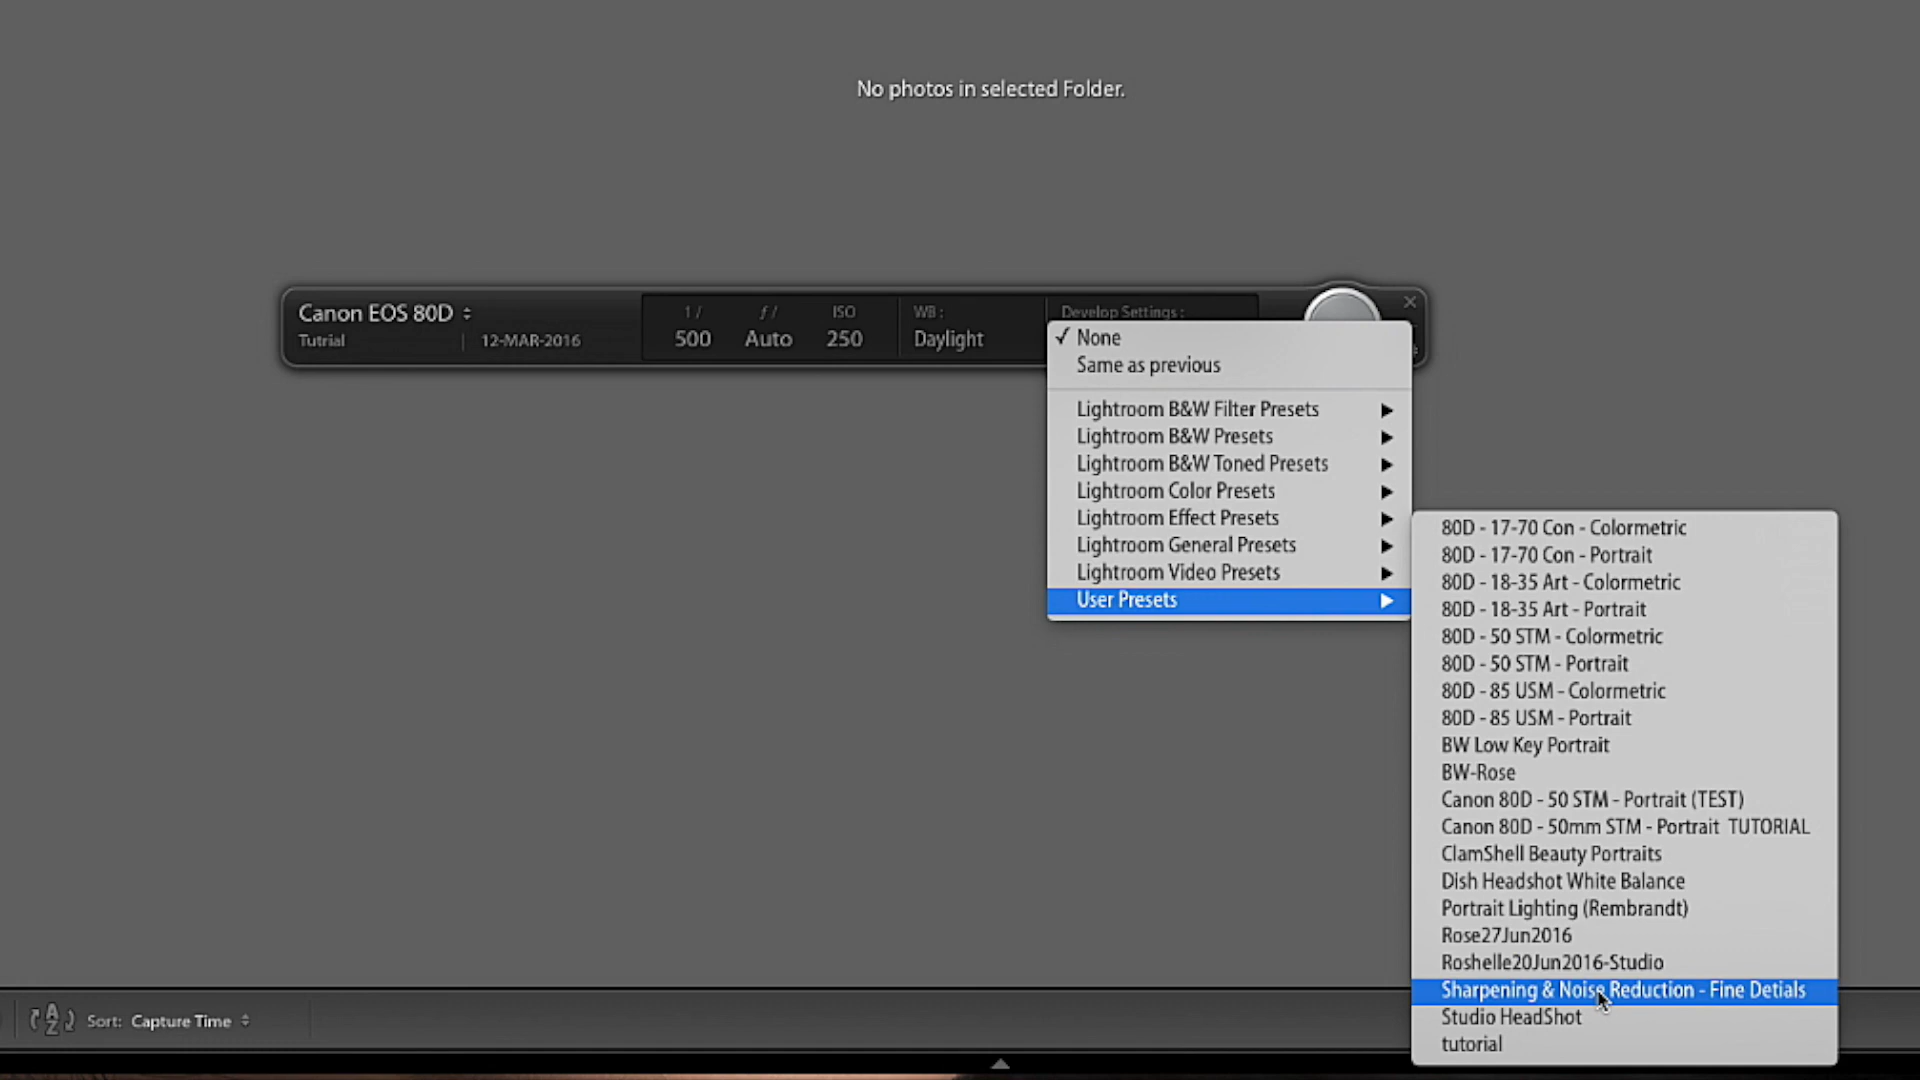 No photos in selected Folder.
Canon EOS 80D
Tutrial | 12-MAR-2016
1 / f / ISO WB : Develop Settings :
500 Auto 250 Daylight
✓ None
Same as previous
Lightroom B&W Filter Presets
Lightroom B&W Presets
Lightroom B&W Toned Presets
Lightroom Color Presets
Lightroom Effect Presets
Lightroom General Presets
Lightroom Video Presets
User Presets
80D - 17-70 Con - Colormetric
80D - 17-70 Con - Portrait
80D - 18-35 Art - Colormetric
80D - 18-35 Art - Portrait
80D - 50 STM - Colormetric
80D - 50 STM - Portrait
80D - 85 USM - Colormetric
80D - 85 USM - Portrait
BW Low Key Portrait
BW-Rose
Canon 80D - 50 STM - Portrait (TEST)
Canon 80D - 50mm STM - Portrait TUTORIAL
ClamShell Beauty Portraits
Dish Headshot White Balance
Portrait Lighting (Rembrandt)
Rose27Jun2016
Roshelle20Jun2016-Studio
Sharpening & Noise Reduction - Fine Detials
Studio HeadShot
tutorial
AZ Sort: Capture Time